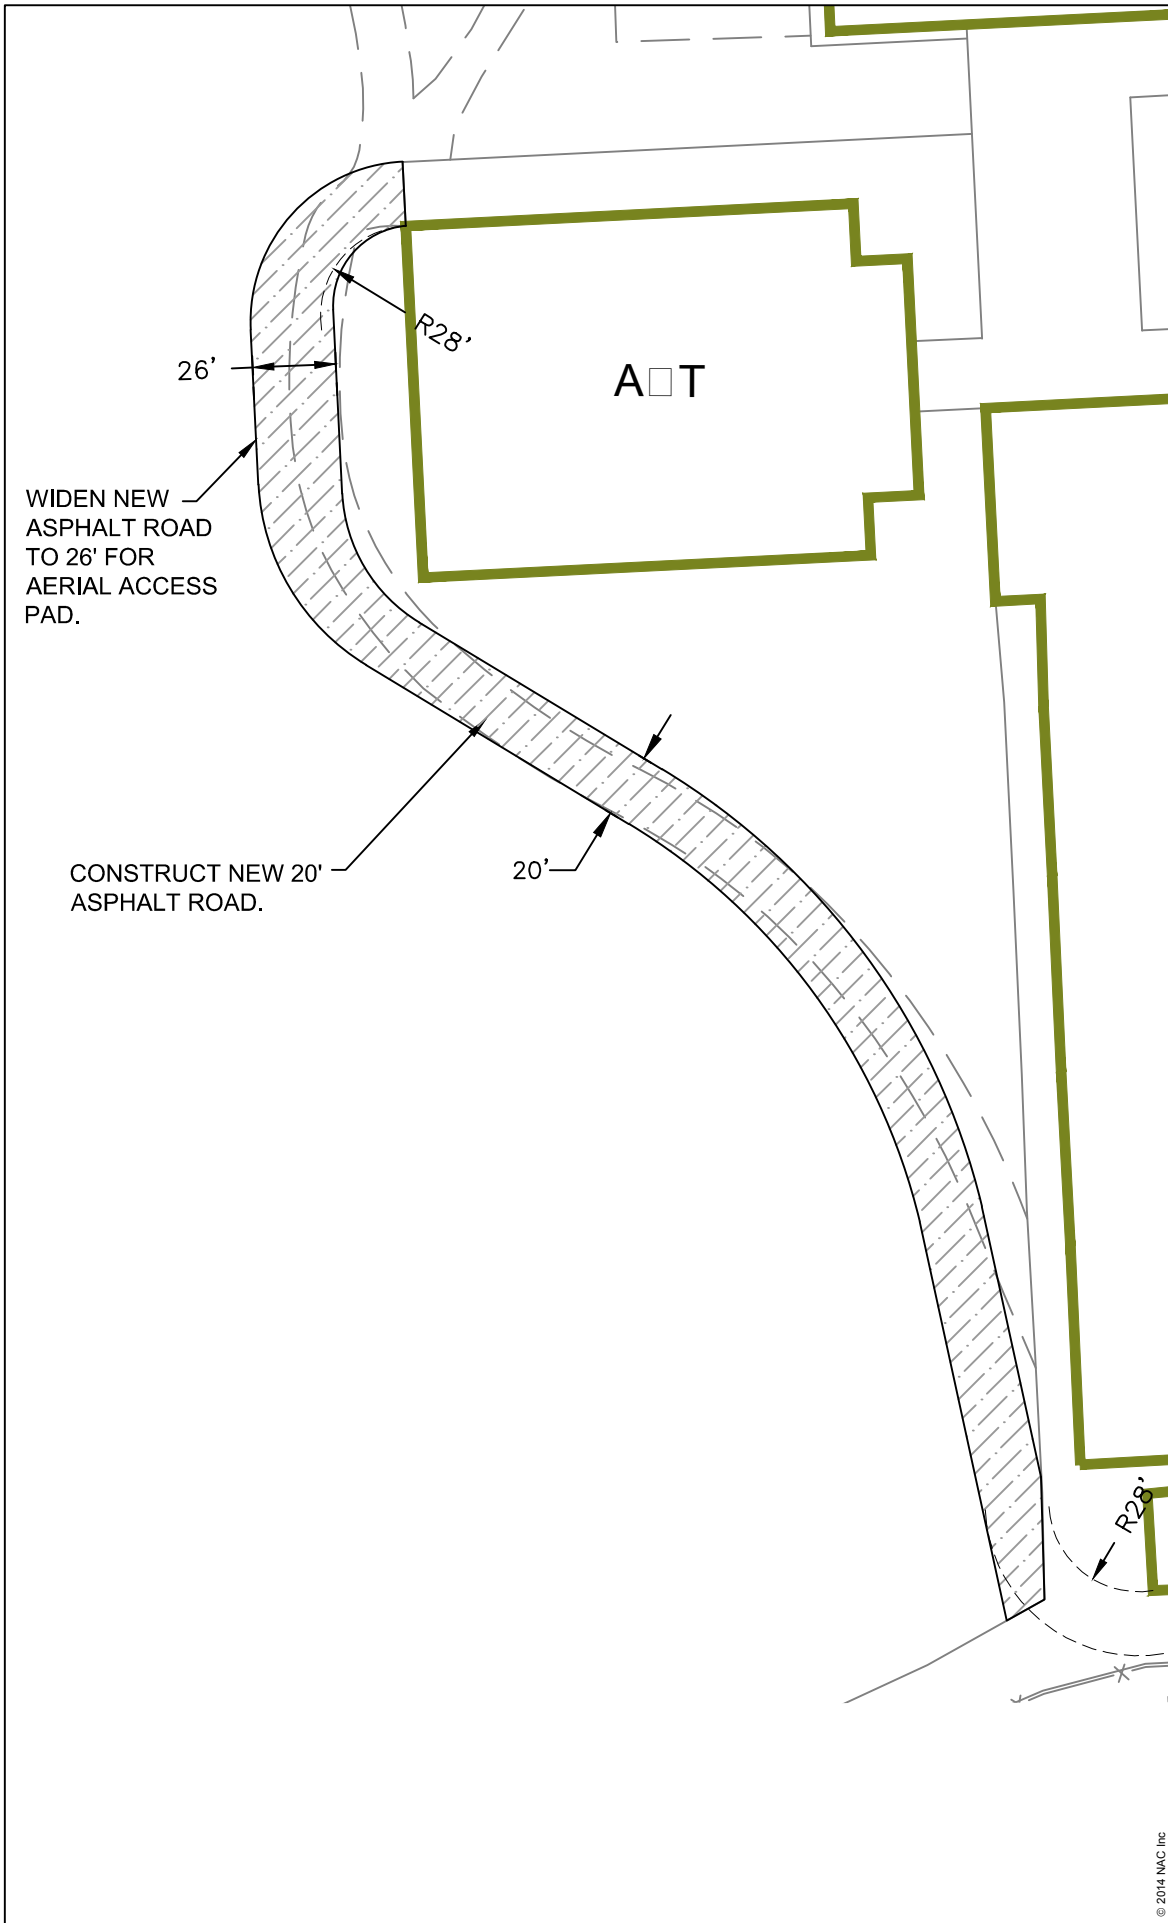 R28'
26'
A□T
WIDEN NEW
ASPHALT ROAD
TO 26' FOR
AERIAL ACCESS
PAD.
CONSTRUCT NEW 20'
ASPHALT ROAD.
20'
R28'
© 2014 NAC Inc